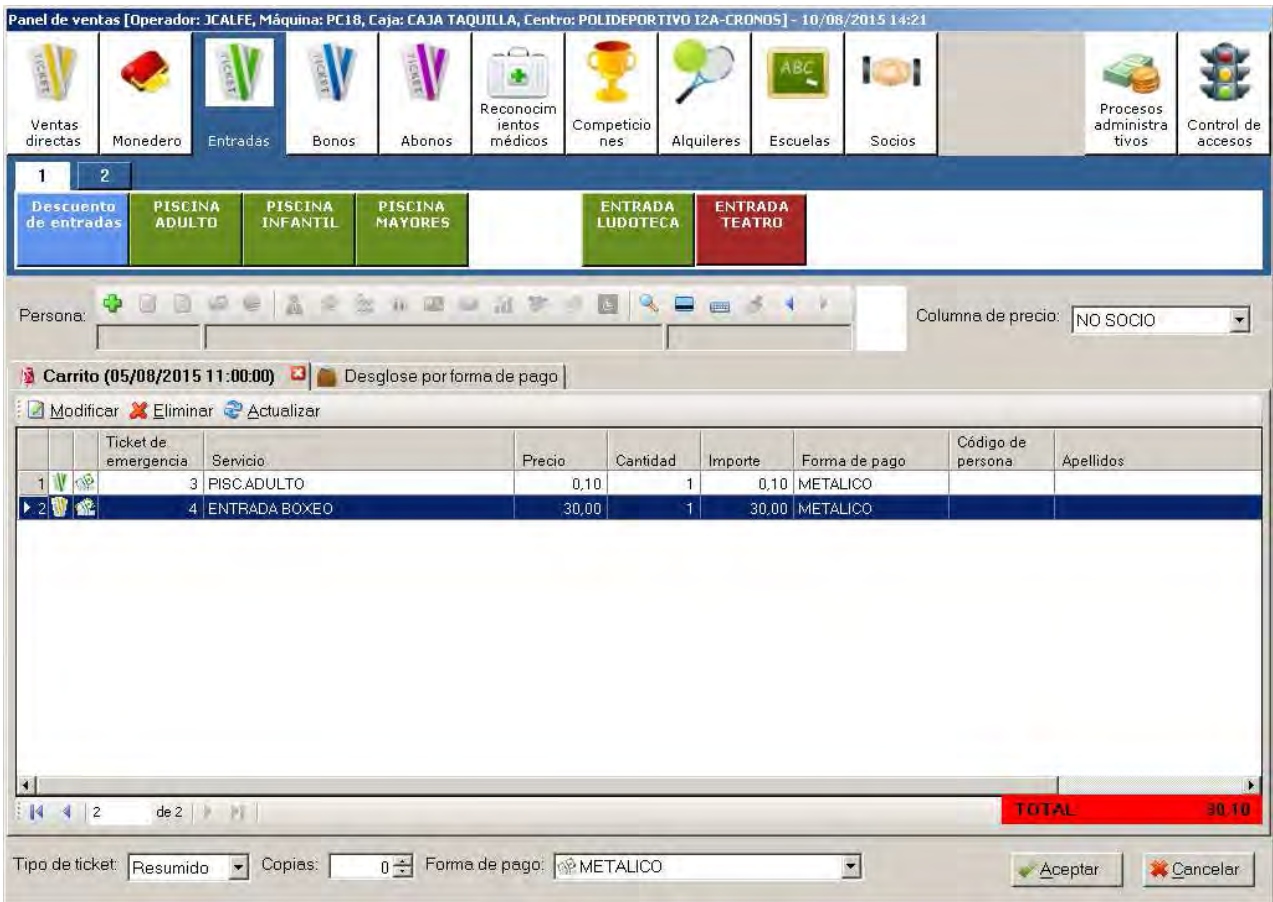 Panel de ventas [Operador: JCALFE, Máquina: PC18, Caja: CAJA TAQUILLA, Centro: POLIDEPORTIVO I2A-CRONOS] - 10/08/2015 14:21
TICKET
TICKET
TICKET
TICKET
ABC
Ventas directas
Monedero
Entradas
Bonos
Abonos
Reconocim
ientos
médicos
Competicio
nes
Alquileres
Escuelas
Socios
Procesos
administra
tivos
Control de
accesos
1 2
Descuento
de entradas
PISCINA
ADULTO
PISCINA
INFANTIL
PISCINA
MAYORES
ENTRADA
LUDOTECA
ENTRADA
TEATRO
Persona:
Columna de precio: NO SOCIO
Carrito (05/08/2015 11:00:00) Desglose por forma de pago
Modificar Eliminar Actualizar
Ticket de emergencia Servicio Precio Cantidad Importe Forma de pago Código de persona Apellidos
1 3 PISC.ADULTO 0,10 1 0,10 METALICO
2 4 ENTRADA BOXEO 30,00 1 30,00 METALICO
2 de 2
TOTAL 30,10
Tipo de ticket: Resumido Copias: 0 Forma de pago: METALICO Aceptar Cancelar